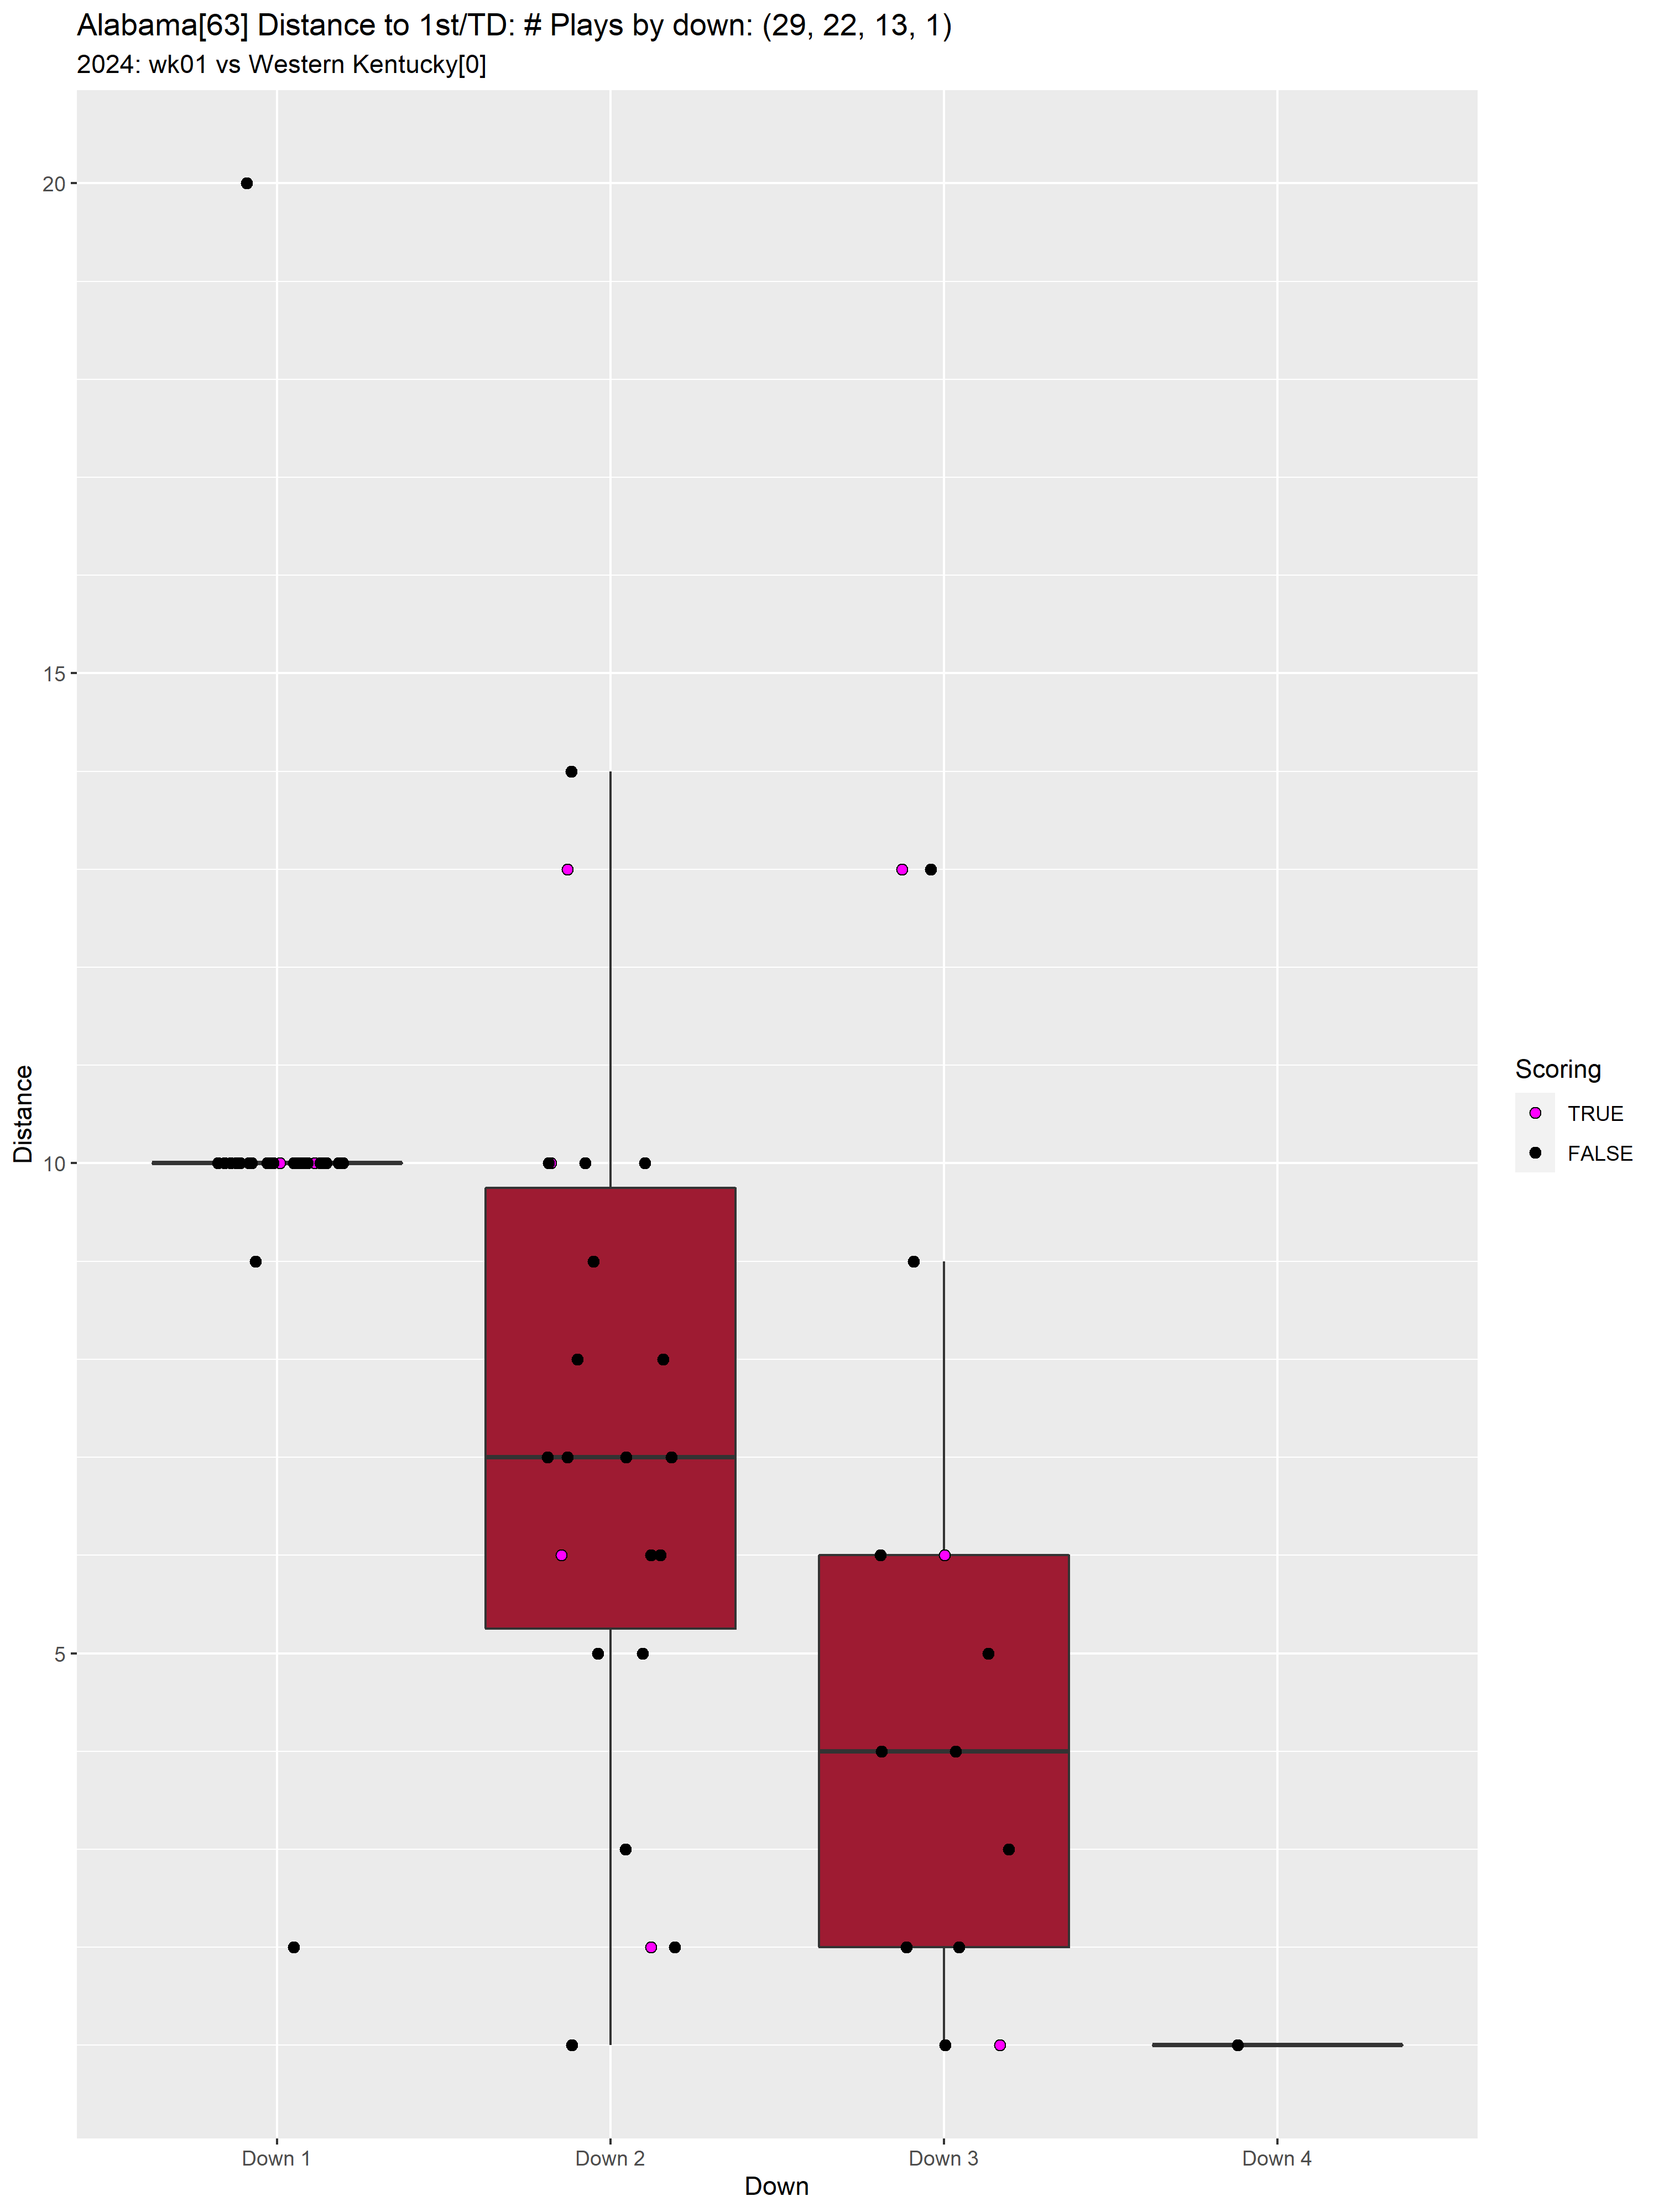 Alabama[63] Distance to 1st/TD: # Plays by down: (29, 22, 13, 1)
2024: wk01 vs Western Kentucky[0]
20
15
10
5
Distance
Down 1
Down 2
Down 3
Down 4
Down
Scoring
TRUE
FALSE